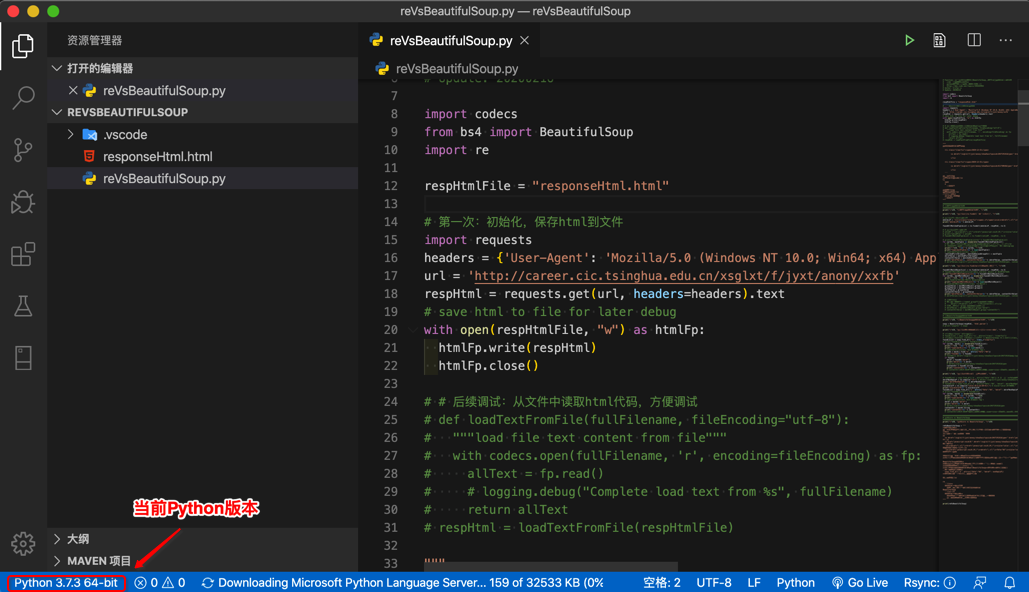 reVsBeautifulSoup.py — reVsBeautifulSoup
资源管理器
打开的编辑器
reVsBeautifulSoup.py
REVSBEAUTIFULSOUP
.vscode
responseHtml.html
reVsBeautifulSoup.py
大纲
MAVEN 项目
reVsBeautifulSoup.py
reVsBeautifulSoup.py
7
8 import codecs
9 from bs4 import BeautifulSoup
10 import re
11
12 respHtmlFile = "responseHtml.html"
13
14 # 第一次：初始化，保存html到文件
15 import requests
16 headers = {'User-Agent': 'Mozilla/5.0 (Windows NT 10.0; Win64; x64) App
17 url = 'http://career.cic.tsinghua.edu.cn/xsglxt/f/jyxt/anony/xxfb'
18 respHtml = requests.get(url, headers=headers).text
19 # save html to file for later debug
20 with open(respHtmlFile, "w") as htmlFp:
21 htmlFp.write(respHtml)
22 htmlFp.close()
23
24 # # 后续调试：从文件中读取html代码，方便调试
25 # def loadTextFromFile(fullFilename, fileEncoding="utf-8"):
26 # """load file text content from file"""
27 # with codecs.open(fullFilename, 'r', encoding=fileEncoding) as fp:
28 # allText = fp.read()
29 # # logging.debug("Complete load text from %s", fullFilename)
30 # return allText
31 # respHtml = loadTextFromFile(respHtmlFile)
32
33 """
当前Python版本
Python 3.7.3 64-bit 0 0 Downloading Microsoft Python Language Server... 159 of 32533 KB (0% 空格: 2 UTF-8 LF Python Go Live Rsync: